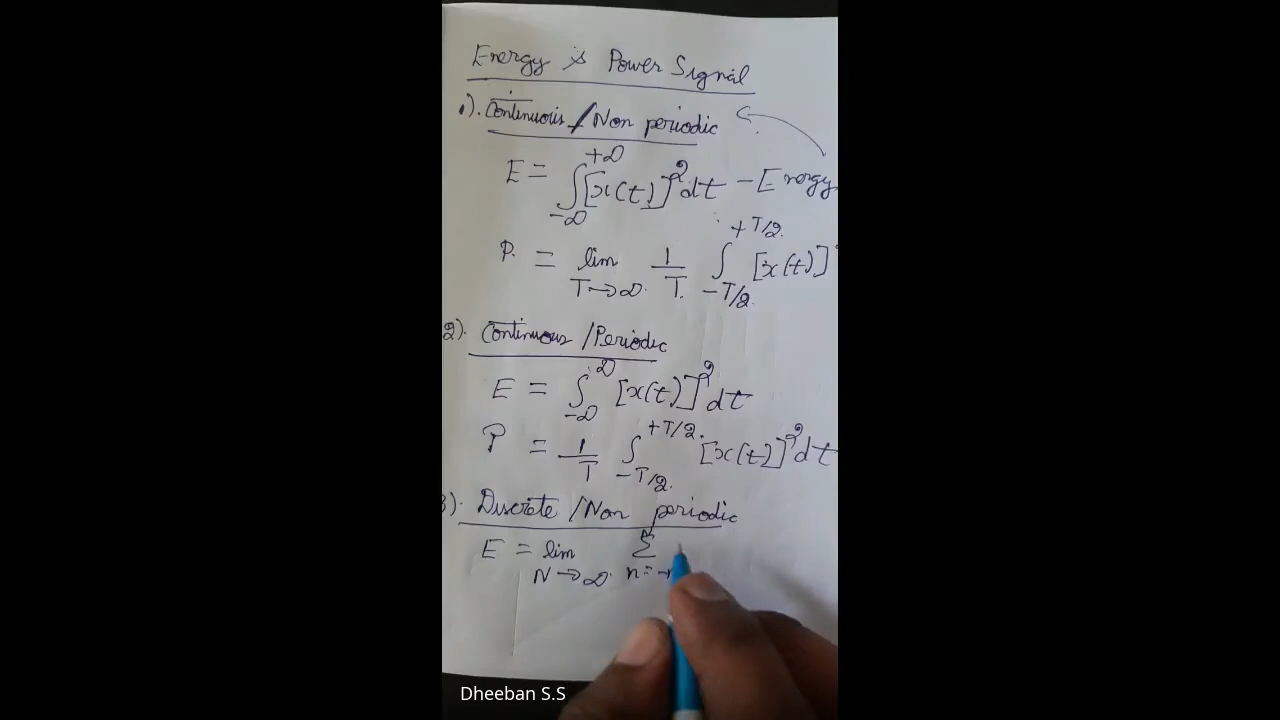 Energy & Power Signal
1). Continuous / Non periodic
E = ∫_{-∞}^{+∞} [x(t)]² dt - Energy
P. = lim_{T→∞} 1/T ∫_{-T/2}^{+T/2} [x(t)]²
2). Continuous / Periodic
E = ∫_{-∞}^{∞} [x(t)]² dt
P = 1/T ∫_{-T/2}^{+T/2} [x(t)]² dt
3). Discrete / Non periodic
E = lim_{N→∞} Σ n=-
Dheeban S.S